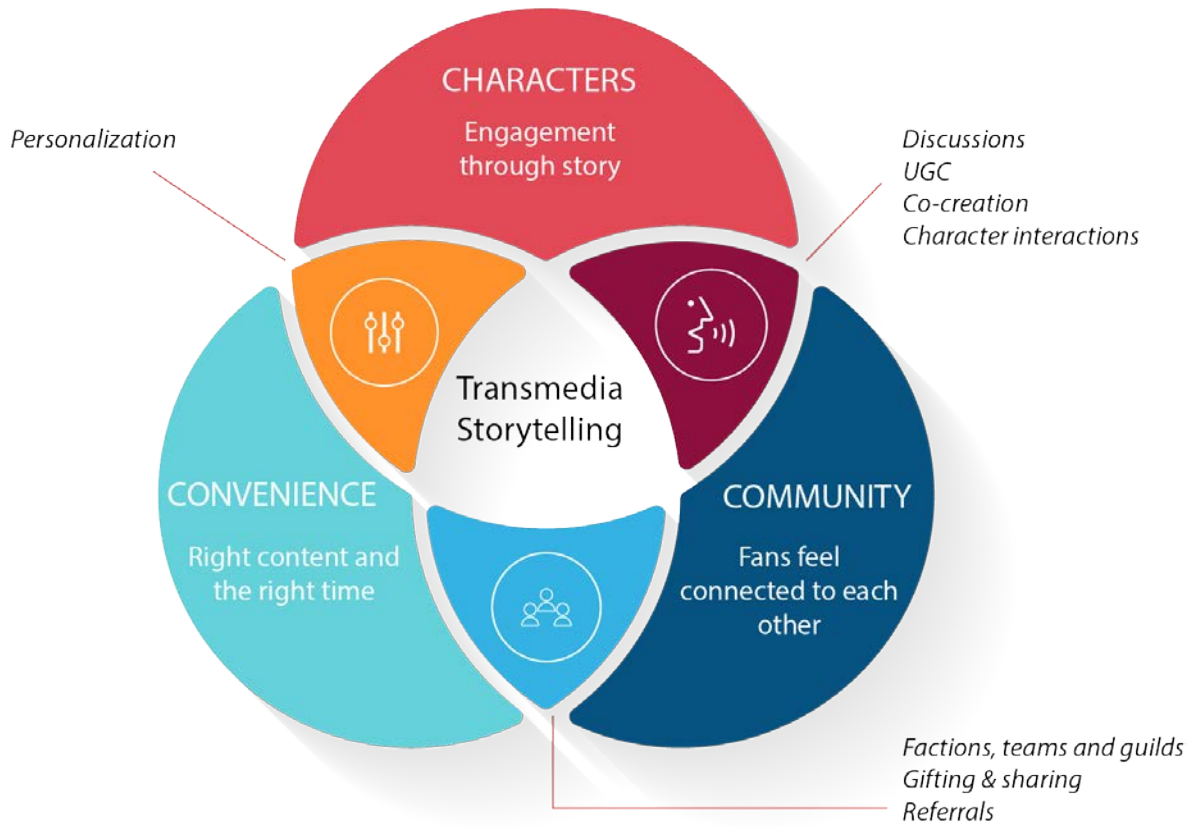 CHARACTERS
Engagement
through story
Personalization
Discussions
UGC
Co-creation
Character interactions
Transmedia
Storytelling
CONVENIENCE
Right content and
the right time
COMMUNITY
Fans feel
connected to each
other
Factions, teams and guilds
Gifting & sharing
Referrals